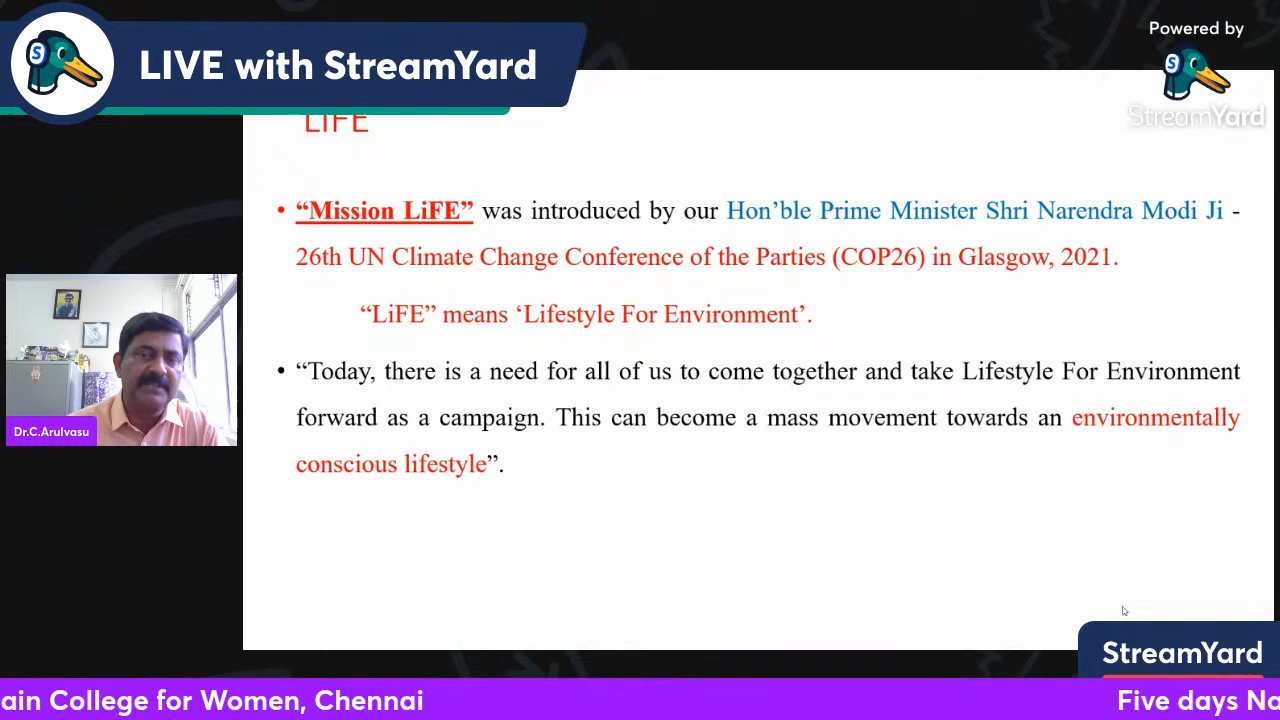 LIVE with StreamYard
Powered by
StreamYard
LIFE
• “Mission LiFE” was introduced by our Hon’ble Prime Minister Shri Narendra Modi Ji -
26th UN Climate Change Conference of the Parties (COP26) in Glasgow, 2021.
“LiFE” means ‘Lifestyle For Environment’.
• “Today, there is a need for all of us to come together and take Lifestyle For Environment
forward as a campaign. This can become a mass movement towards an environmentally
conscious lifestyle”.
Dr.C.Arulvasu
StreamYard
ain College for Women, Chennai
Five days